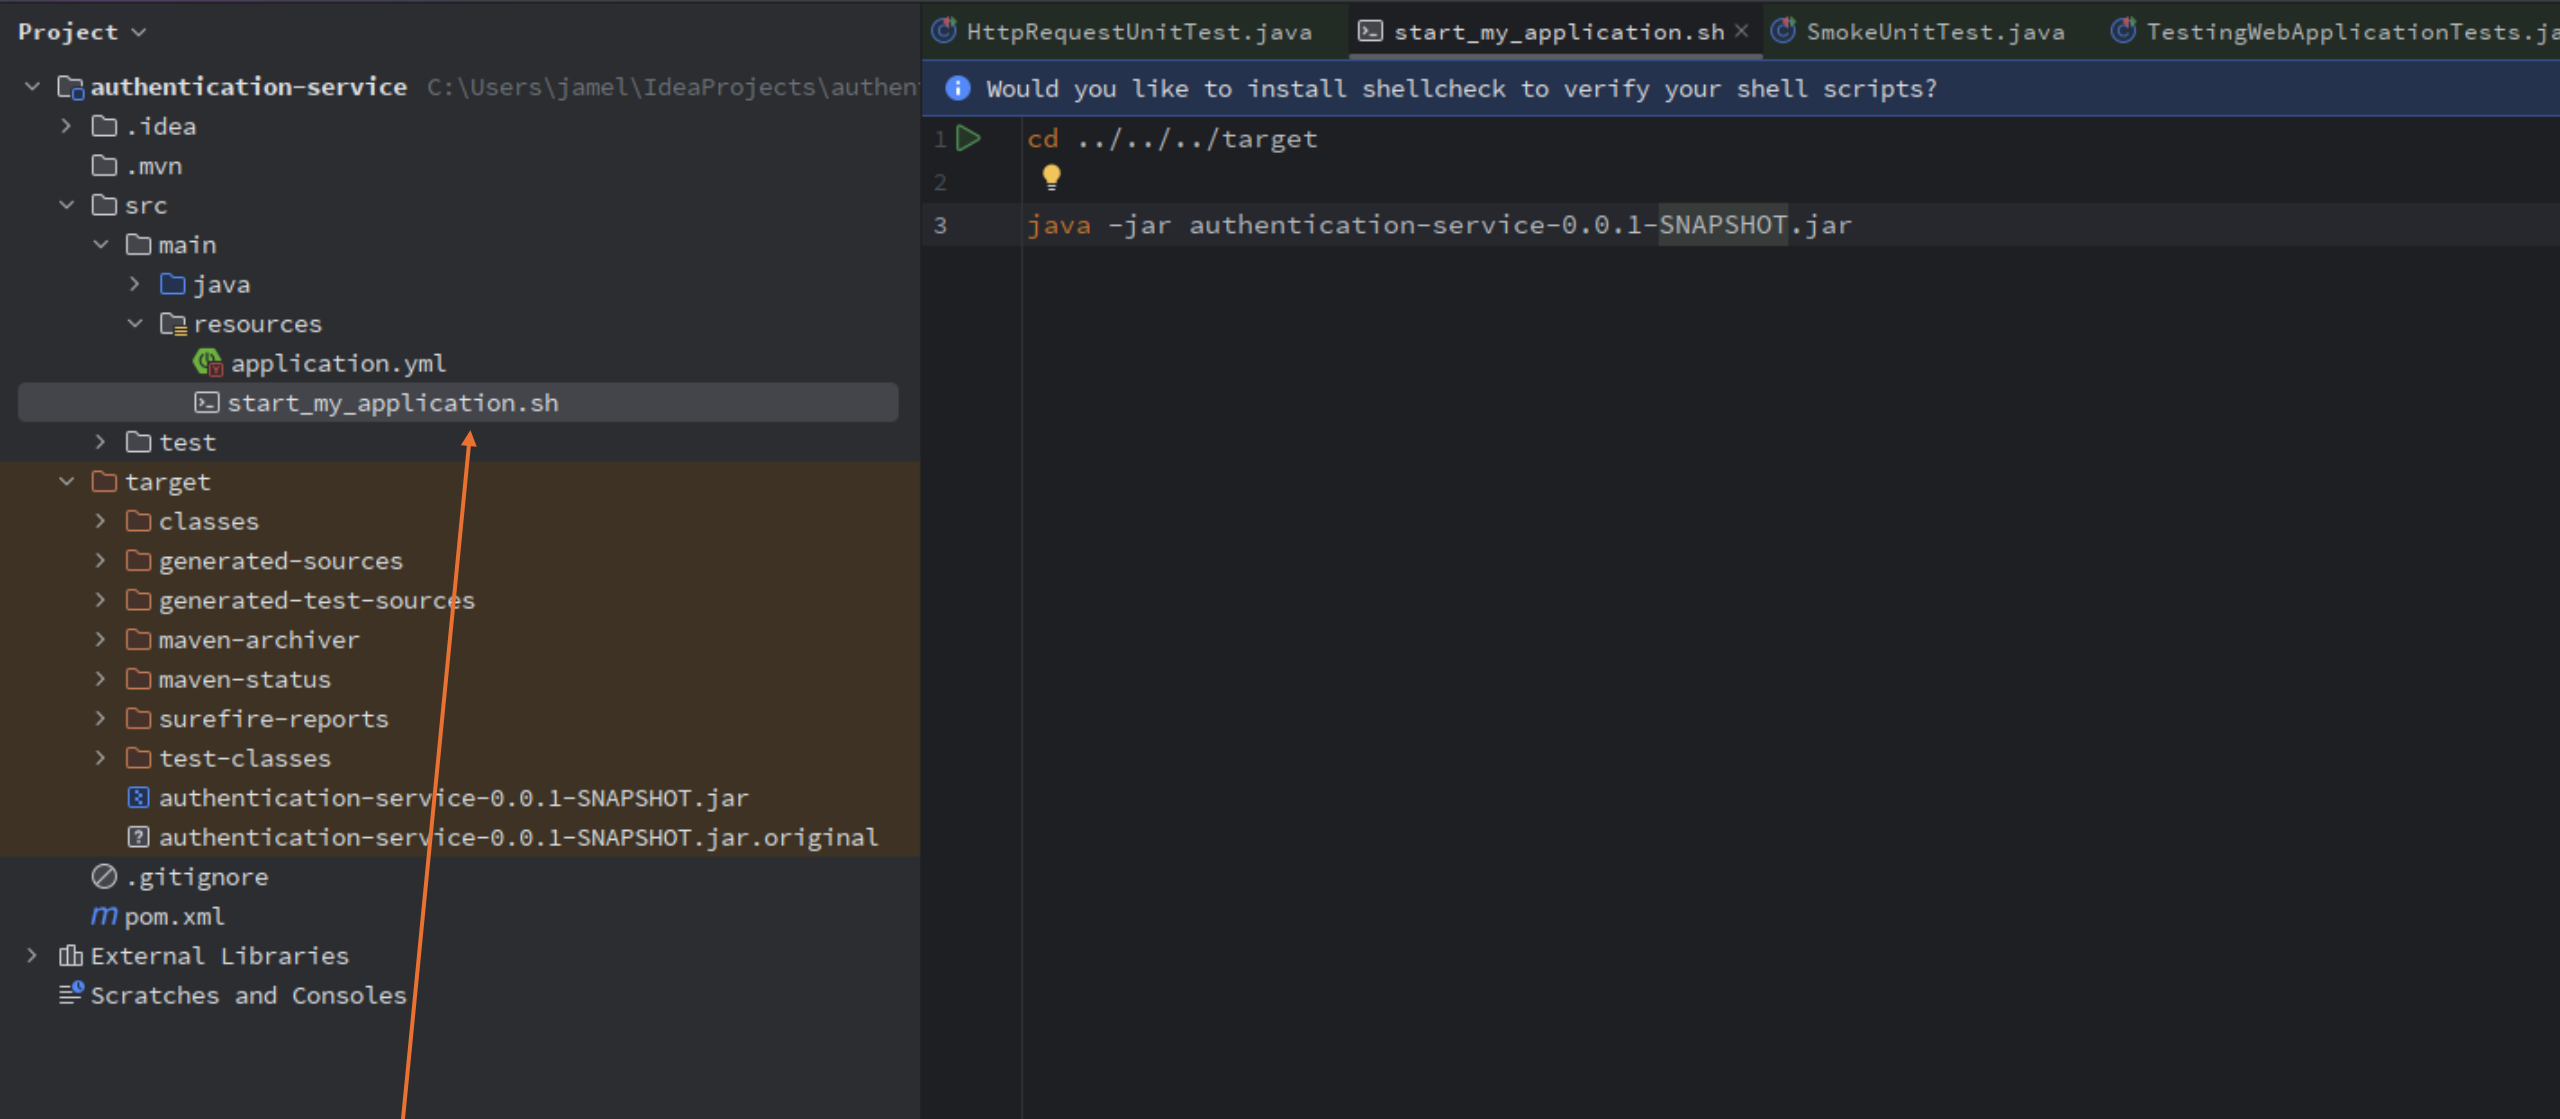 Project
authentication-service C:\Users\jamel\IdeaProjects\authen
.idea
.mvn
src
main
java
resources
application.yml
start_my_application.sh
test
target
classes
generated-sources
generated-test-sources
maven-archiver
maven-status
surefire-reports
test-classes
authentication-service-0.0.1-SNAPSHOT.jar
authentication-service-0.0.1-SNAPSHOT.jar.original
.gitignore
pom.xml
External Libraries
Scratches and Consoles
HttpRequestUnitTest.java start_my_application.sh SmokeUnitTest.java TestingWebApplicationTests.ja
Would you like to install shellcheck to verify your shell scripts?
1 cd ../../../target
2
3 java -jar authentication-service-0.0.1-SNAPSHOT.jar